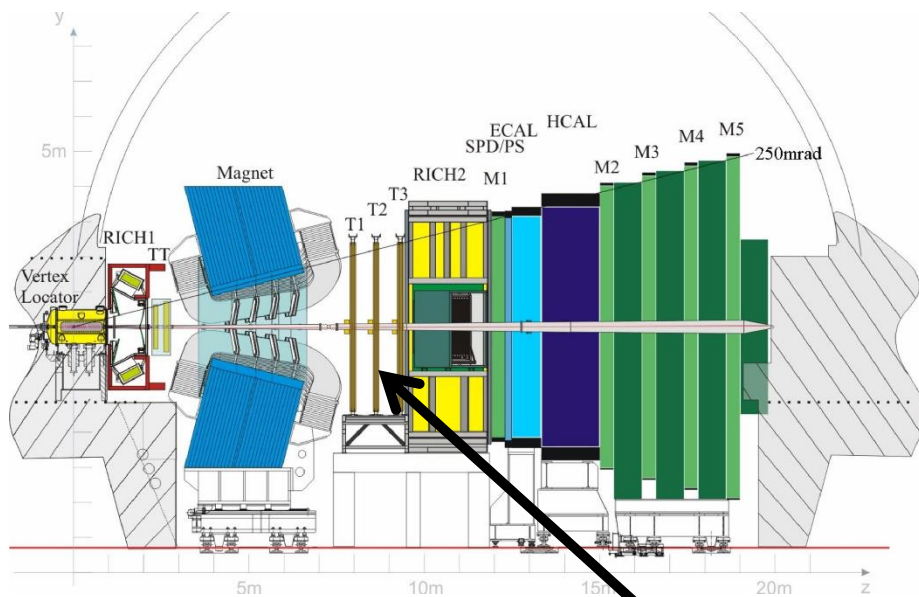 y
5m
Vertex
Locator
RICH1
TT
Magnet
T1
T2
T3
RICH2
M1
SPD/PS
ECAL
HCAL
M2
M3
M4
M5
250mrad
5m
10m
15m
20m
z